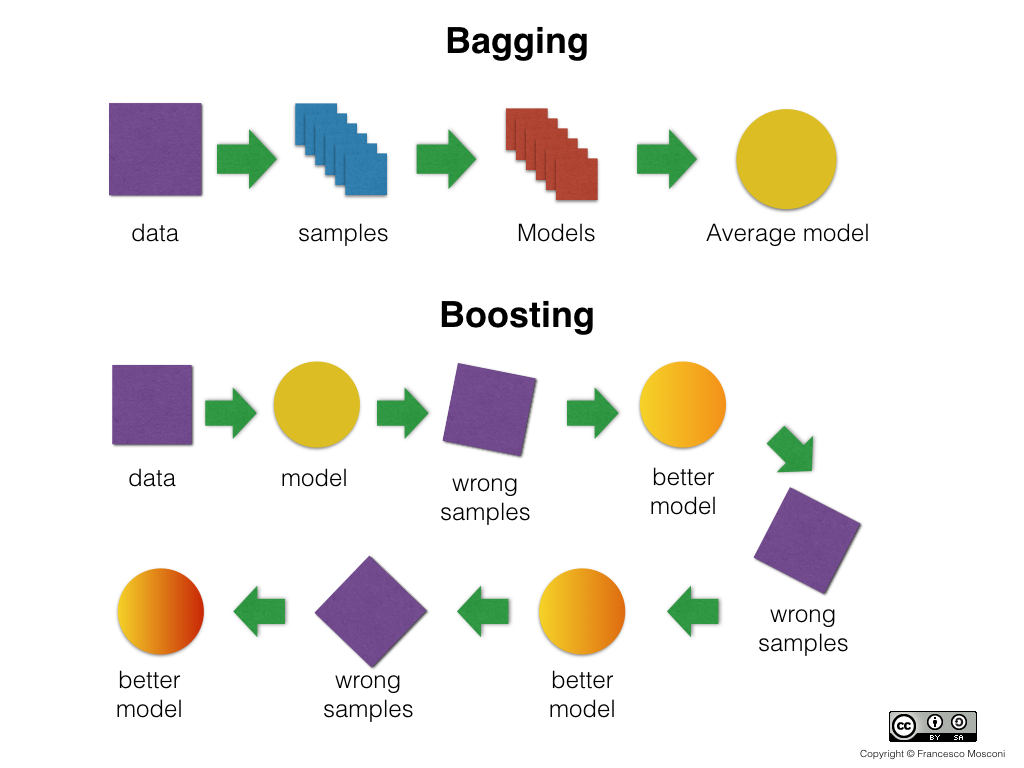 Bagging
data
samples
Models
Average model
Boosting
data
model
wrong
samples
better
model
wrong
samples
better
model
wrong
samples
better
model
cc
BY SA
Copyright © Francesco Mosconi